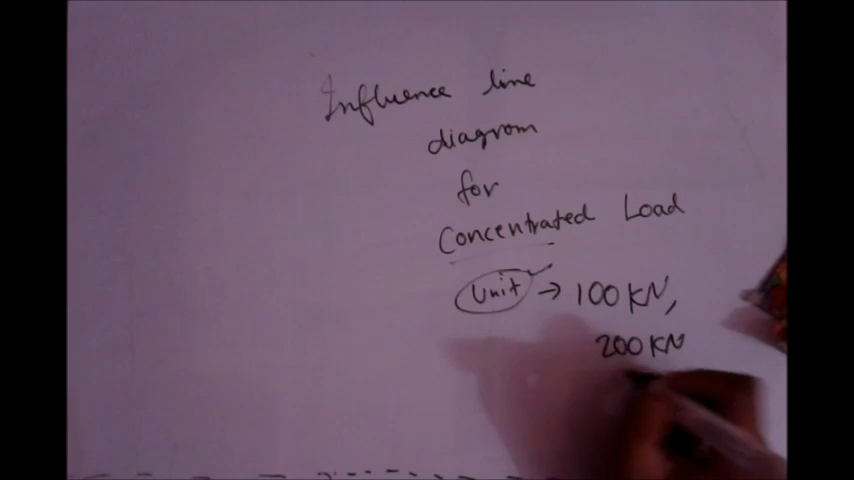 Influence line
diagram
for
Concentrated Load
Unit → 100 KN,
200 KN